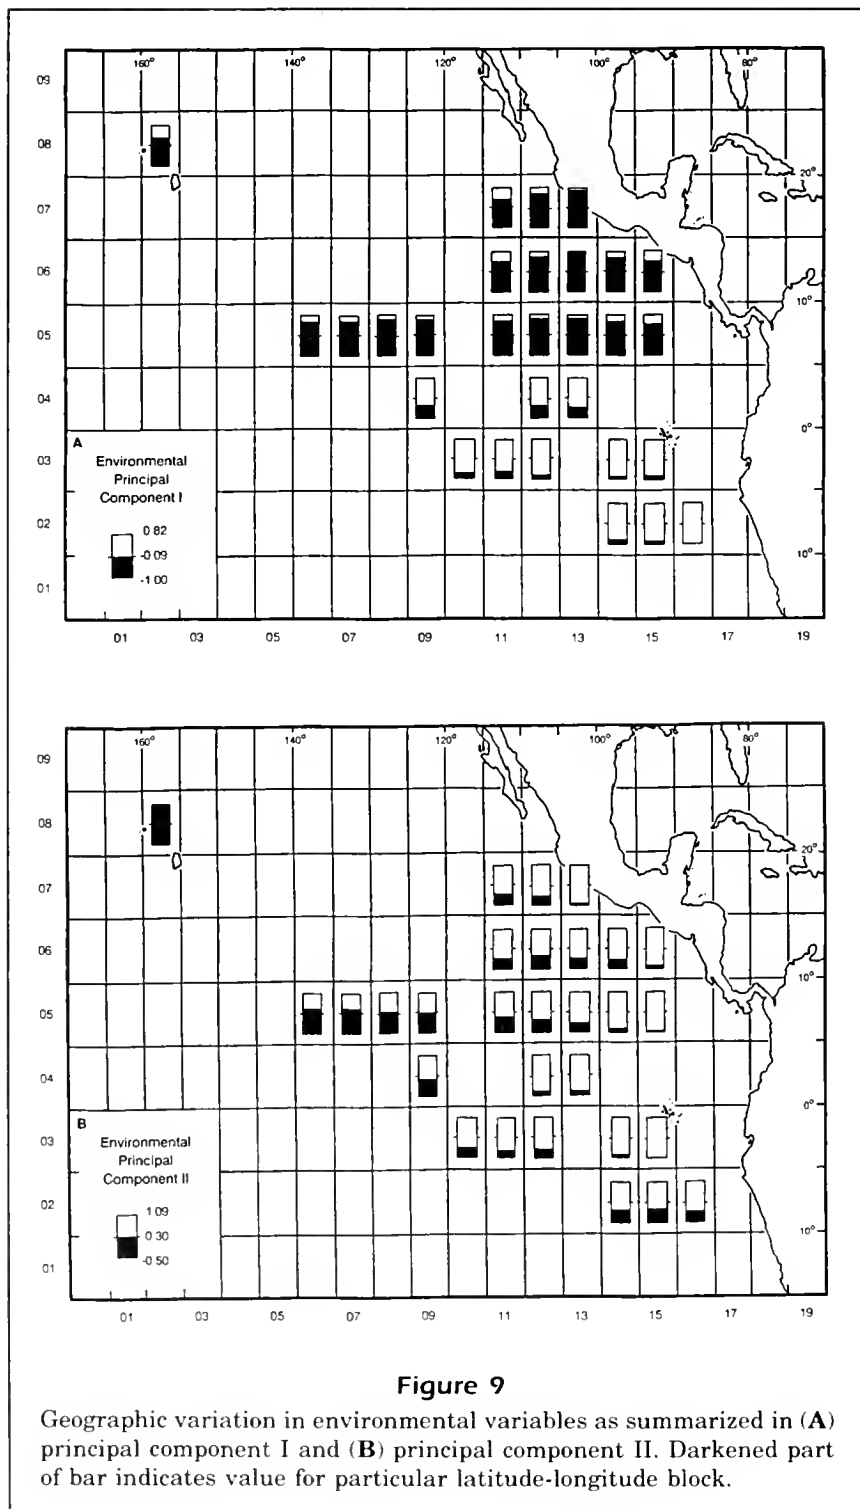 160° 140° 120° 100° 80°
09
08
20°
07
06
10°
05
04
0°
03
A
Environmental
Principal
Component I
0.82
-0.09
-1.00
02
10°
01
01 03 05 07 09 11 13 15 17 19
160° 140° 120° 100° 80°
09
08
20°
07
06
10°
05
04
0°
B
03
Environmental
Principal
Component II
1.09
0.30
-0.50
02
10°
01
01 03 05 07 09 11 13 15 17 19
Figure 9
Geographic variation in environmental variables as summarized in (A)
principal component I and (B) principal component II. Darkened part
of bar indicates value for particular latitude-longitude block.